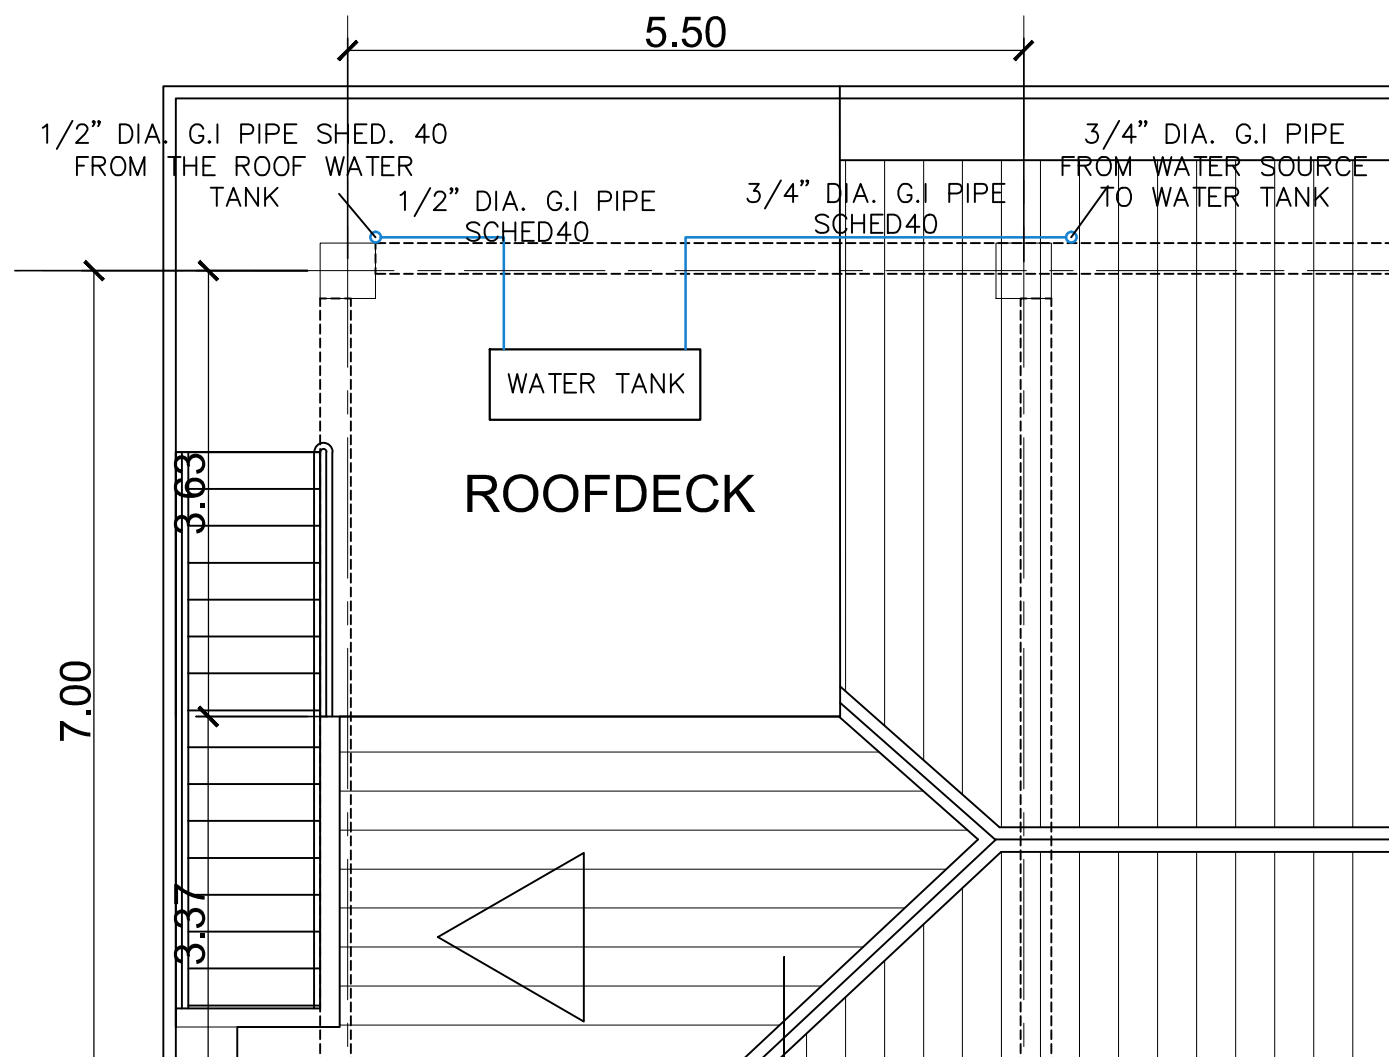 5.50
1/2" DIA. G.I PIPE SHED. 40
FROM THE ROOF WATER
TANK
1/2" DIA. G.I PIPE
SCHED40
3/4" DIA. G.I PIPE
SCHED40
3/4" DIA. G.I PIPE
FROM WATER SOURCE
TO WATER TANK
WATER TANK
ROOFDECK
3.63
7.00
3.37